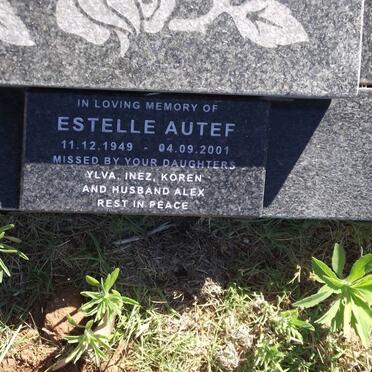 IN LOVING MEMORY OF
ESTELLE AUTEF
11.12.1949 - 04.09.2001
MISSED BY YOUR DAUGHTERS
YLVA, INEZ, KOREN
AND HUSBAND ALEX
REST IN PEACE